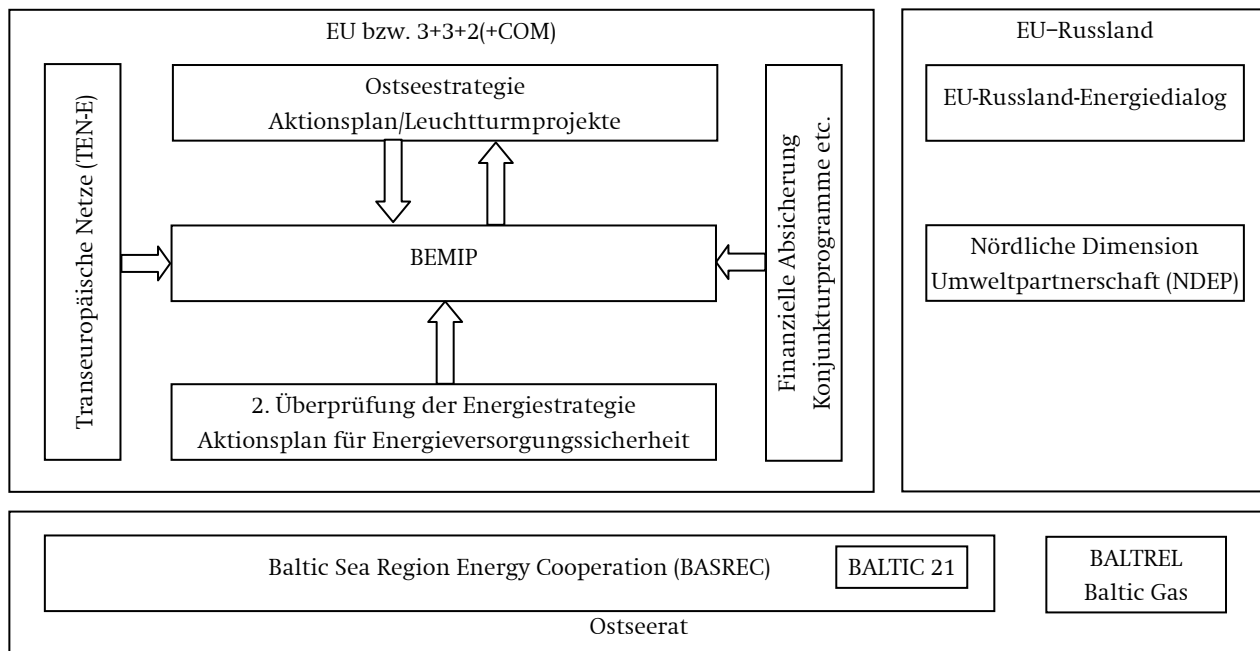 EU bzw. 3+3+2(+COM)
Transeuropäische Netze (TEN-E)
Ostseestrategie
Aktionsplan/Leuchtturmprojekte
BEMIP
2. Überprüfung der Energiestrategie
Aktionsplan für Energieversorgungssicherheit
Finanzielle Absicherung
Konjunkturprogramme etc.
EU–Russland
EU-Russland-Energiedialog
Nördliche Dimension
Umweltpartnerschaft (NDEP)
Baltic Sea Region Energy Cooperation (BASREC)
BALTIC 21
BALTREL
Baltic Gas
Ostseerat